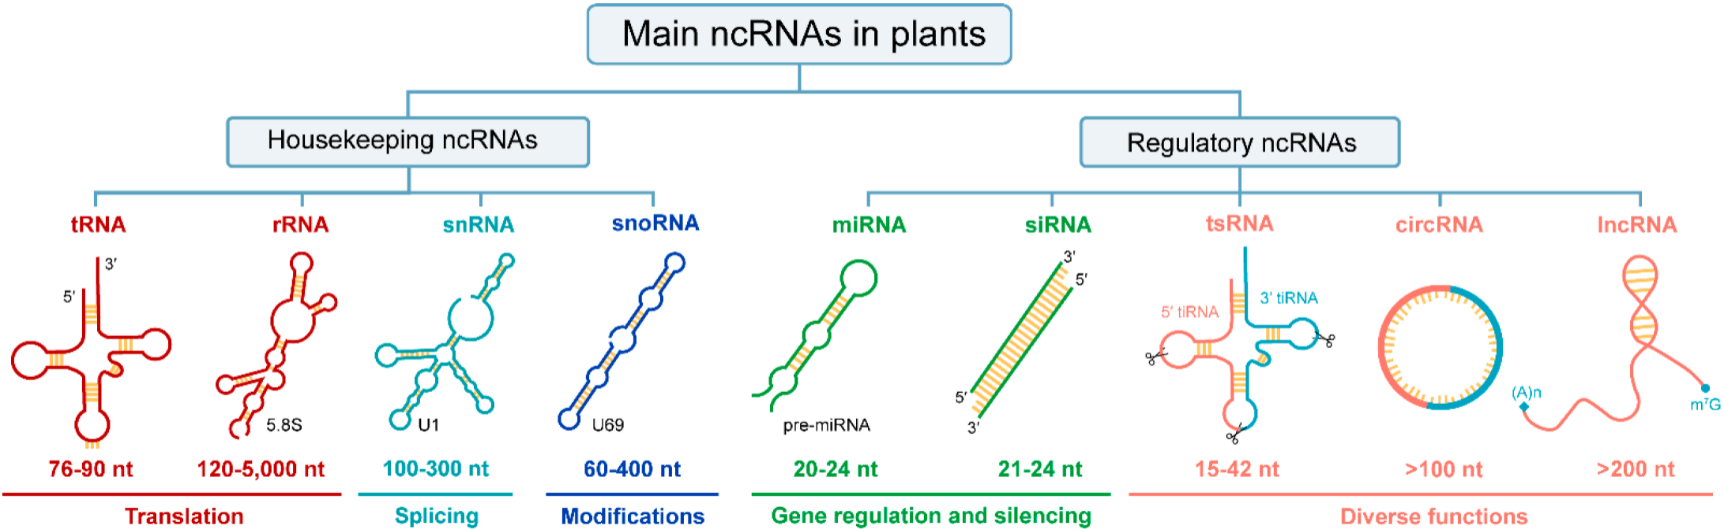 Main ncRNAs in plants
Housekeeping ncRNAs
Regulatory ncRNAs
tRNA
rRNA
snRNA
snoRNA
miRNA
siRNA
tsRNA
circRNA
lncRNA
3′
5′
5.8S
U1
U69
pre-miRNA
3′
5′
5′
3′
5′ tiRNA
3′ tiRNA
(A)n
m⁷G
76-90 nt
120-5,000 nt
100-300 nt
60-400 nt
20-24 nt
21-24 nt
15-42 nt
>100 nt
>200 nt
Translation
Splicing
Modifications
Gene regulation and silencing
Diverse functions